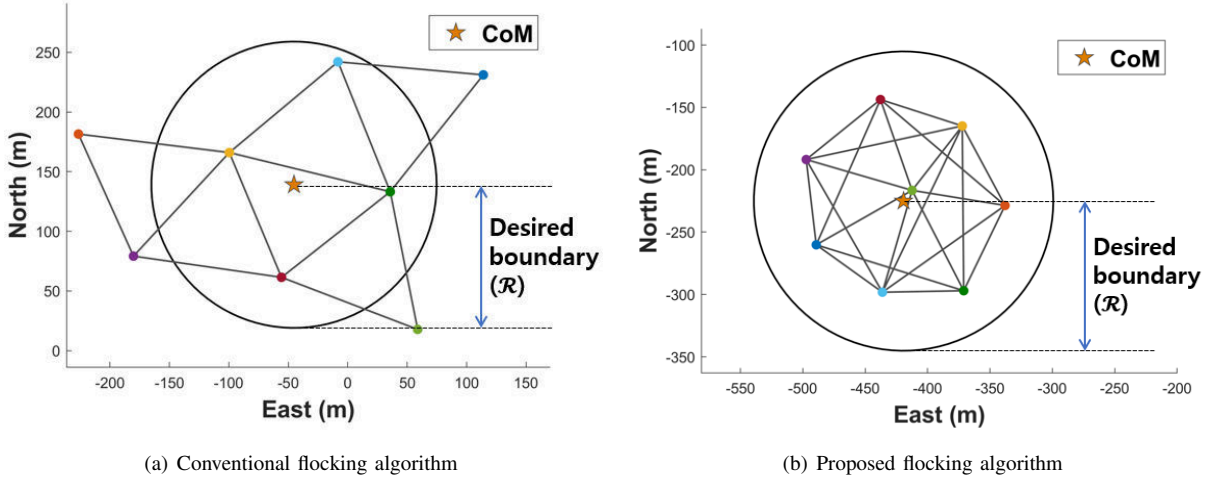 CoM
North (m)
250
200
150
100
50
0
Desired
boundary
(𝓡)
-200 -150 -100 -50 0 50 100 150
East (m)
(a) Conventional flocking algorithm
CoM
North (m)
-100
-150
-200
-250
-300
-350
Desired
boundary
(𝓡)
-550 -500 -450 -400 -350 -300 -250 -200
East (m)
(b) Proposed flocking algorithm